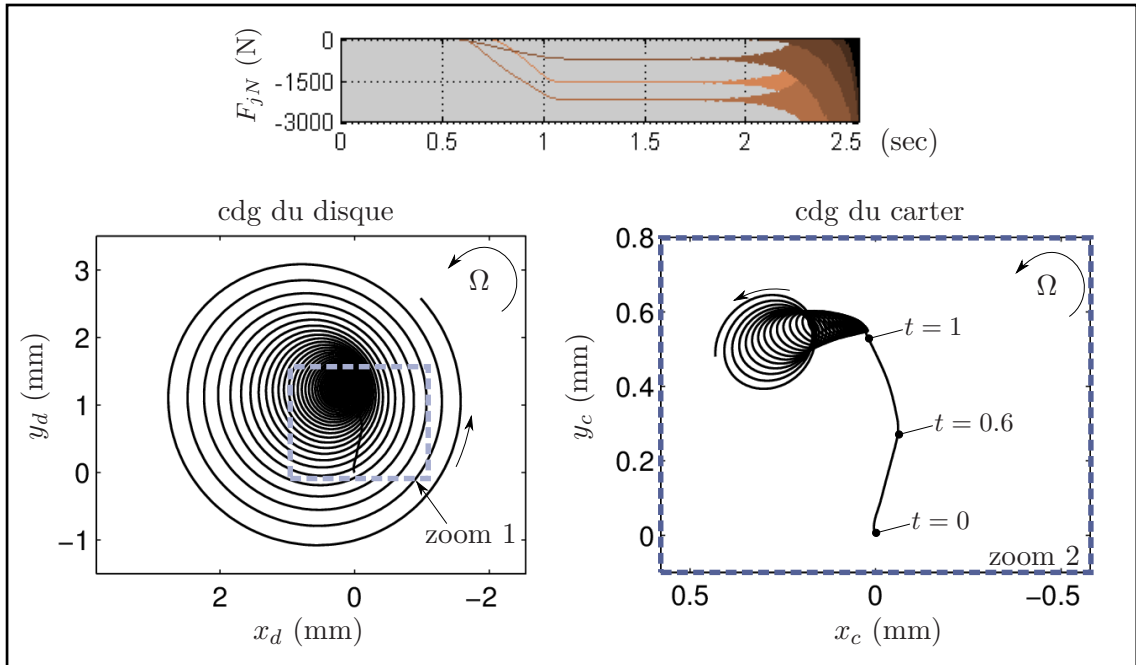 F_{jN} (N)
0
-1500
-3000
0 0.5 1 1.5 2 2.5 (sec)
cdg du disque
Ω
y_d (mm)
3
2
1
0
−1
zoom 1
2 0 −2
x_d (mm)
cdg du carter
Ω
y_c (mm)
0.8
0.6
0.4
0.2
0
t = 1
t = 0.6
t = 0
zoom 2
0.5 0 −0.5
x_c (mm)